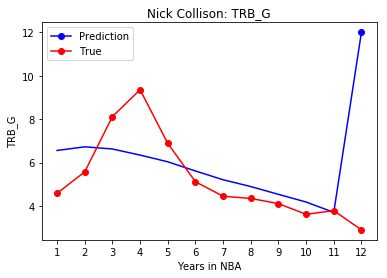 Nick Collison: TRB_G
Prediction
True
12
10
8
6
4
TRB_G
1 2 3 4 5 6 7 8 9 10 11 12
Years in NBA